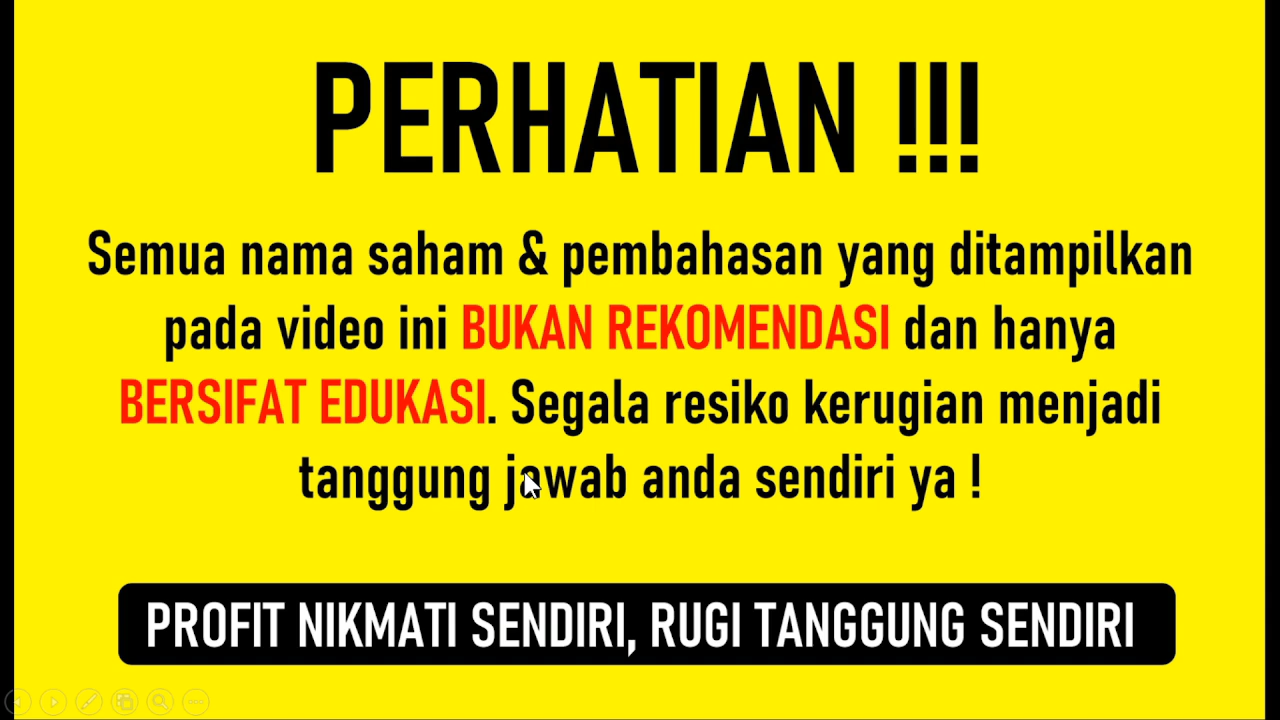 PERHATIAN !!!
Semua nama saham & pembahasan yang ditampilkan
pada video ini BUKAN REKOMENDASI dan hanya
BERSIFAT EDUKASI. Segala resiko kerugian menjadi
tanggung jawab anda sendiri ya !
PROFIT NIKMATI SENDIRI, RUGI TANGGUNG SENDIRI